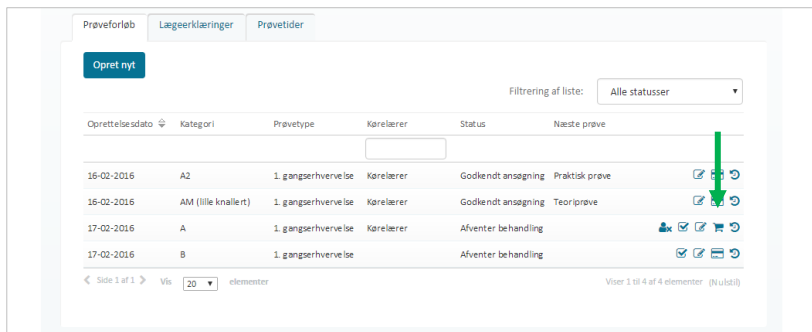 Prøveforløb Lægeerklæringer Prøvetider
Opret nyt
Filtrering af liste: Alle statusser
Oprettelsesdato Kategori Prøvetype Kørelærer Status Næste prøve
16-02-2016 A2 1. gangserhvervelse Kørelærer Godkendt ansøgning Praktisk prøve
16-02-2016 AM (lille knallert) 1. gangserhvervelse Kørelærer Godkendt ansøgning Teoriprøve
17-02-2016 A 1. gangserhvervelse Kørelærer Afventer behandling
17-02-2016 B 1. gangserhvervelse Afventer behandling
Side 1 af 1 Vis 20 elementer Viser 1 til 4 af 4 elementer (Nulstil)